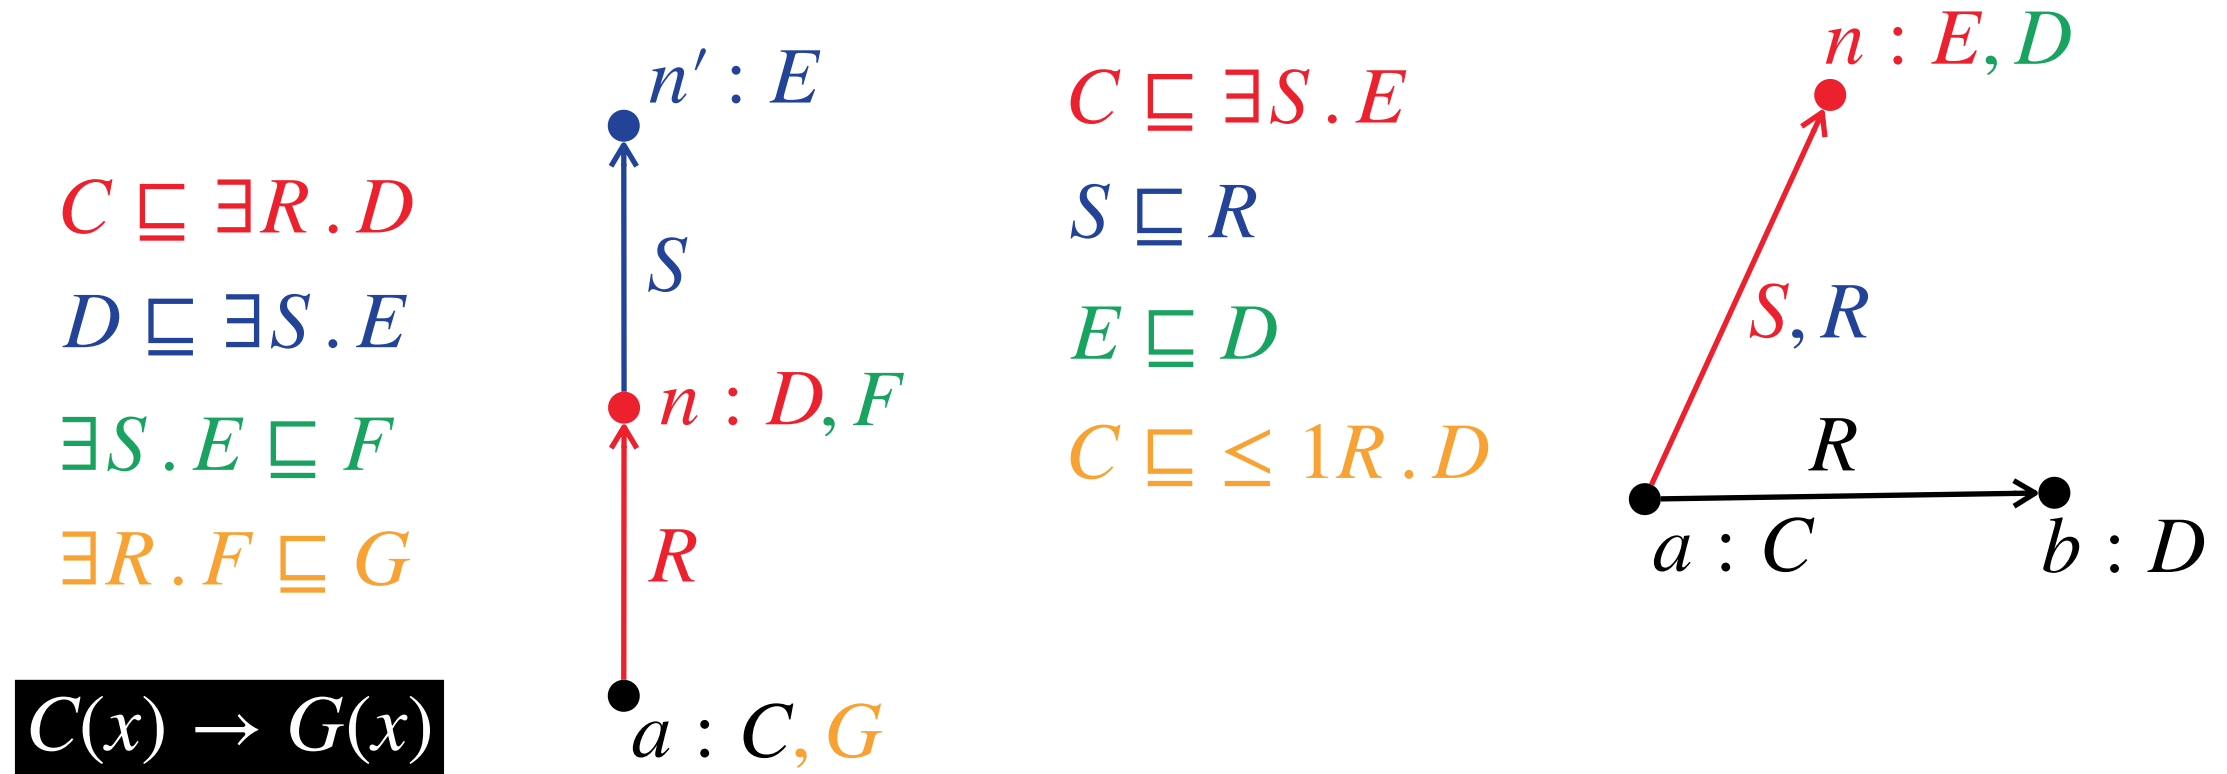 C ⊑ ∃R.D
D ⊑ ∃S.E
∃S.E ⊑ F
∃R.F ⊑ G
C(x) → G(x)
n′ : E
S
n : D, F
R
a : C, G
C ⊑ ∃S.E
S ⊑ R
E ⊑ D
C ⊑ ≤ 1R.D
n : E, D
S, R
R
a : C
b : D